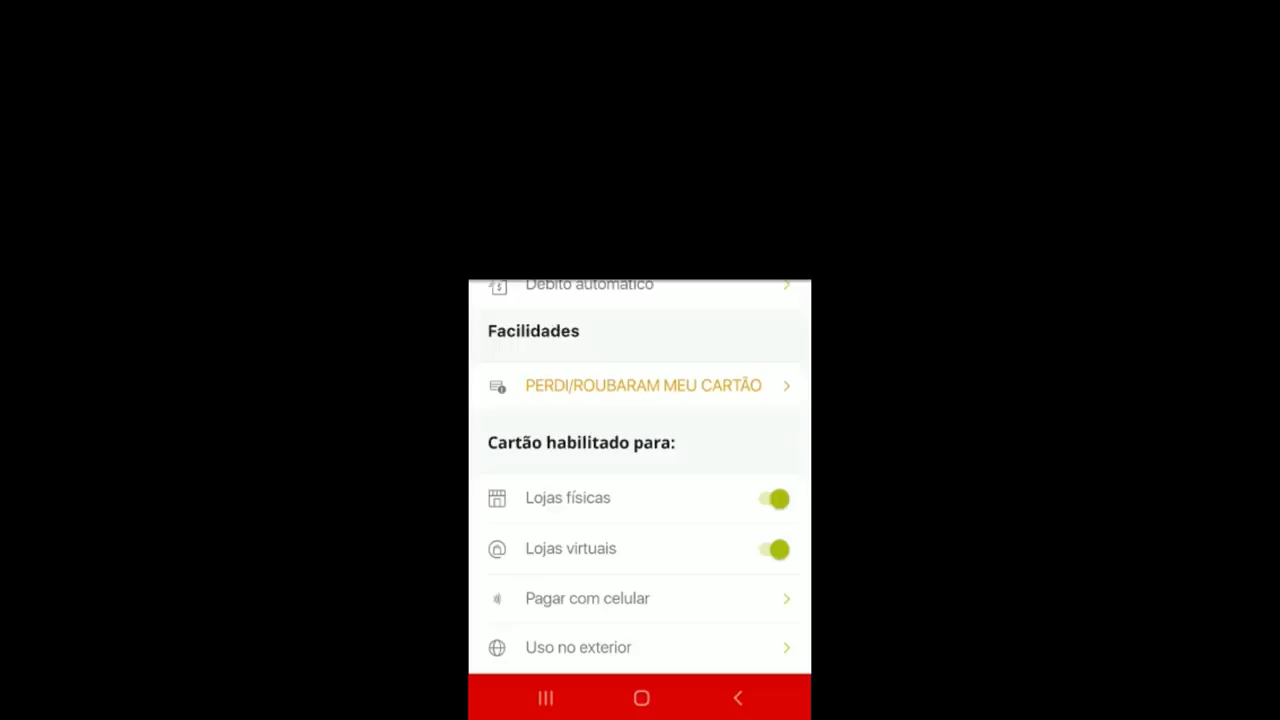 Débito automático
Facilidades
PERDI/ROUBARAM MEU CARTÃO
Cartão habilitado para:
Lojas físicas
Lojas virtuais
Pagar com celular
Uso no exterior